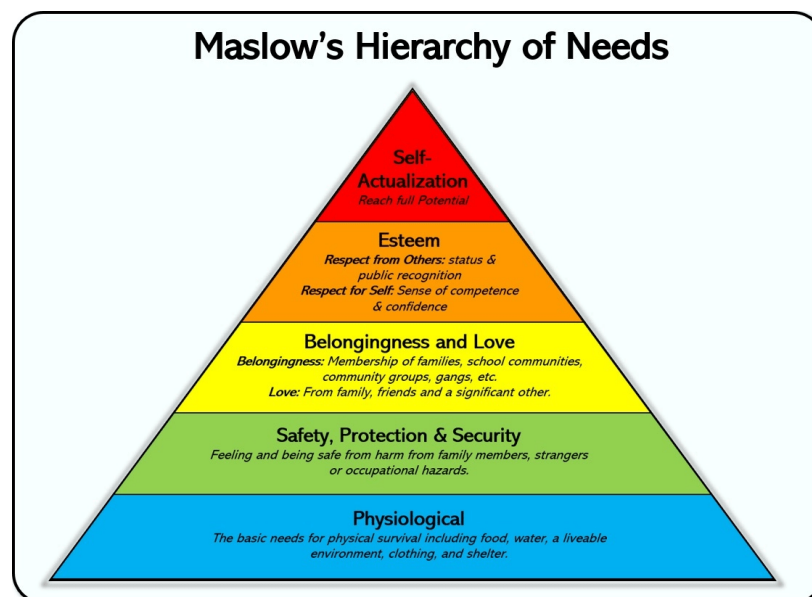 Maslow's Hierarchy of Needs
Self-
Actualization
Reach full Potential
Esteem
Respect from Others: status &
public recognition
Respect for Self: Sense of competence
& confidence
Belongingness and Love
Belongingness: Membership of families, school communities,
community groups, gangs, etc.
Love: From family, friends and a significant other.
Safety, Protection & Security
Feeling and being safe from harm from family members, strangers
or occupational hazards.
Physiological
The basic needs for physical survival including food, water, a liveable
environment, clothing, and shelter.